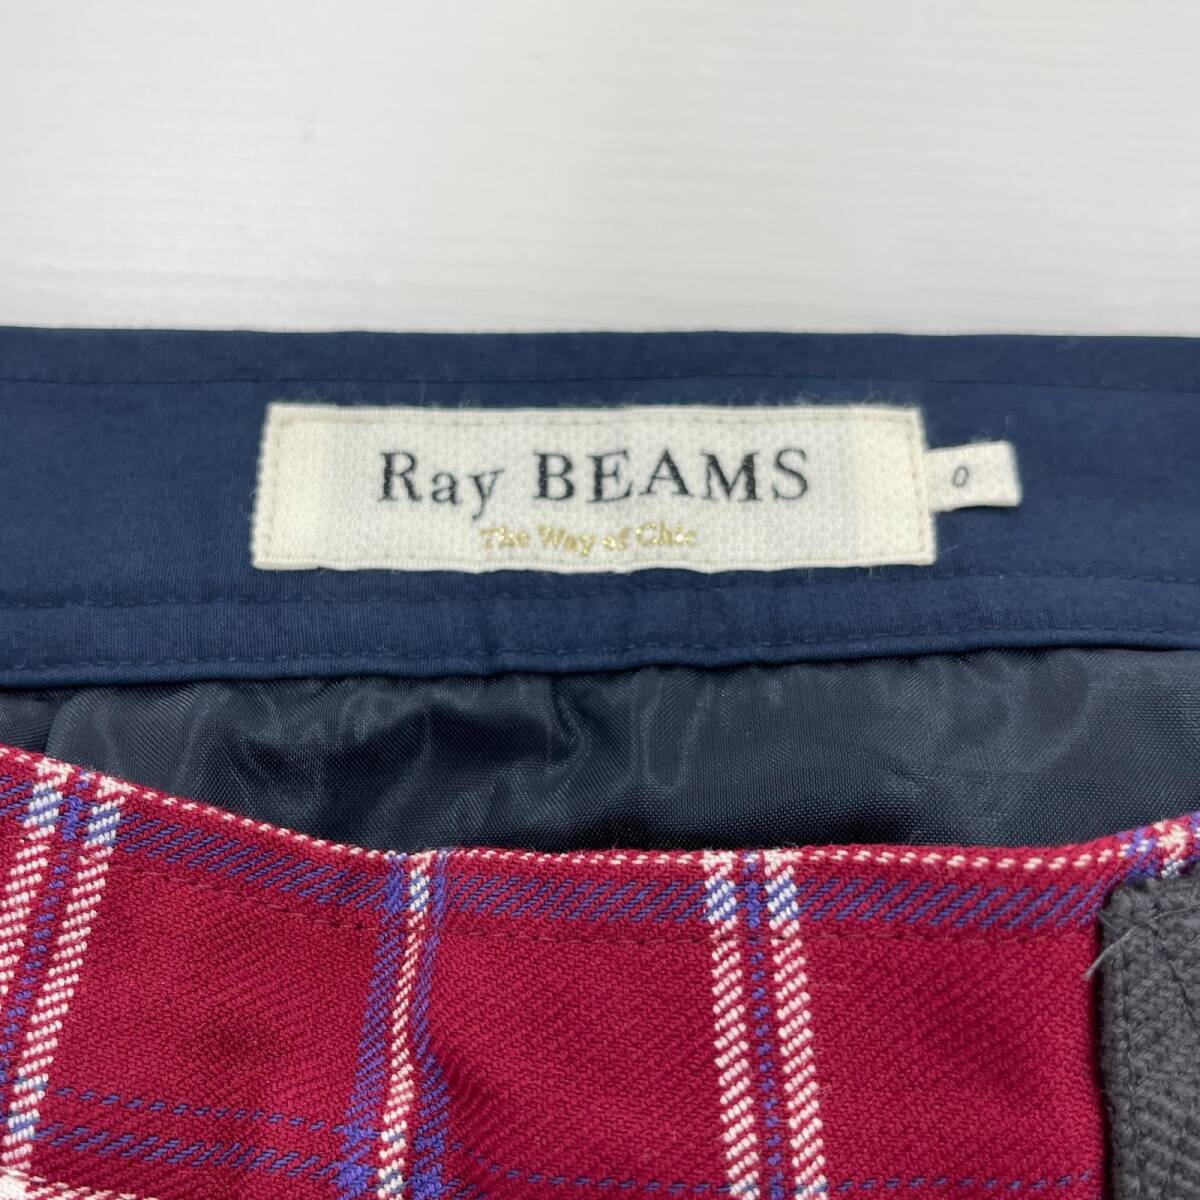 Ray BEAMS
The Way of Chic
0